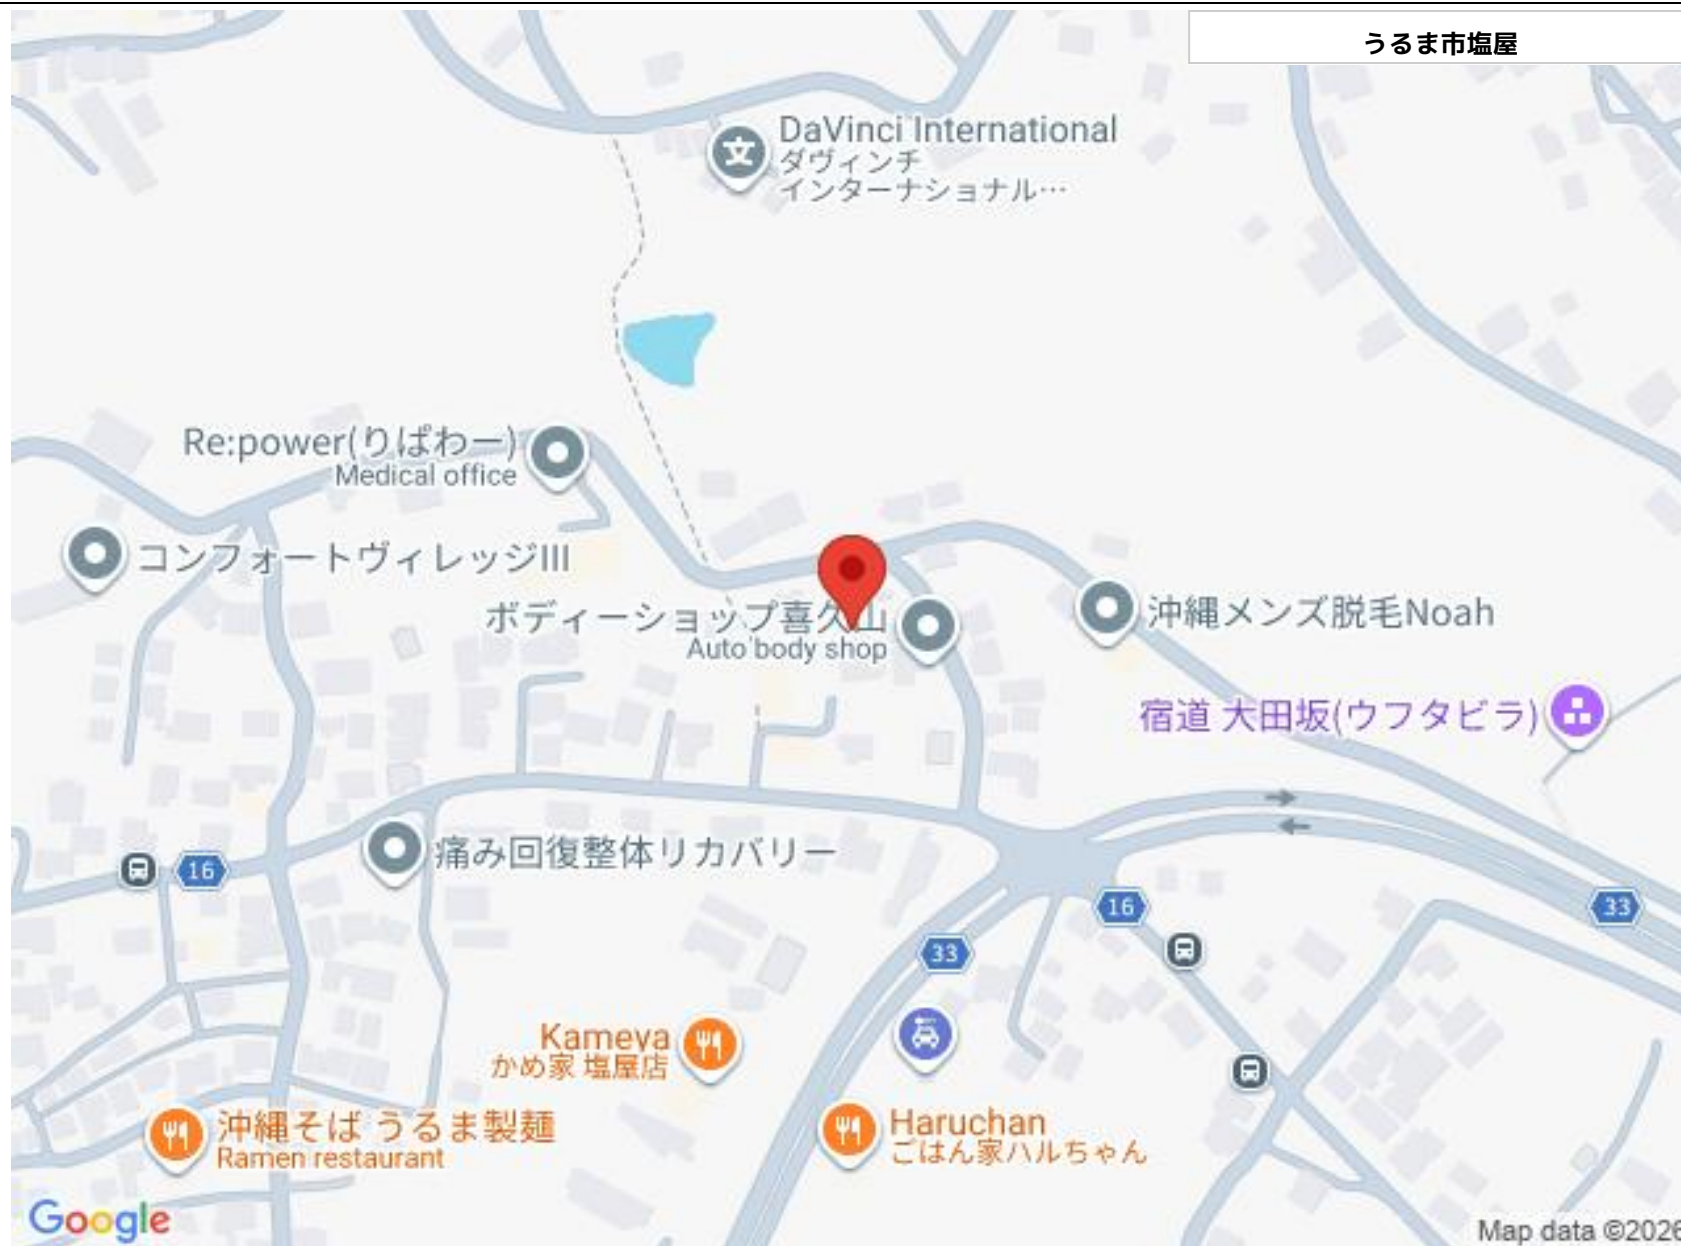 うるま市塩屋
DaVinci International
ダヴィンチ
インターナショナル…
Re:power(りぱわー)
Medical office
コンフォートヴィレッジIII
ボディーショップ喜久山
Auto body shop
沖縄メンズ脱毛Noah
宿道 大田坂(ウフタビラ)
痛み回復整体リカバリー
16
16
33
33
Kameya
かめ家 塩屋店
Haruchan
ごはん家ハルちゃん
沖縄そば うるま製麺
Ramen restaurant
Google
Map data ©2026